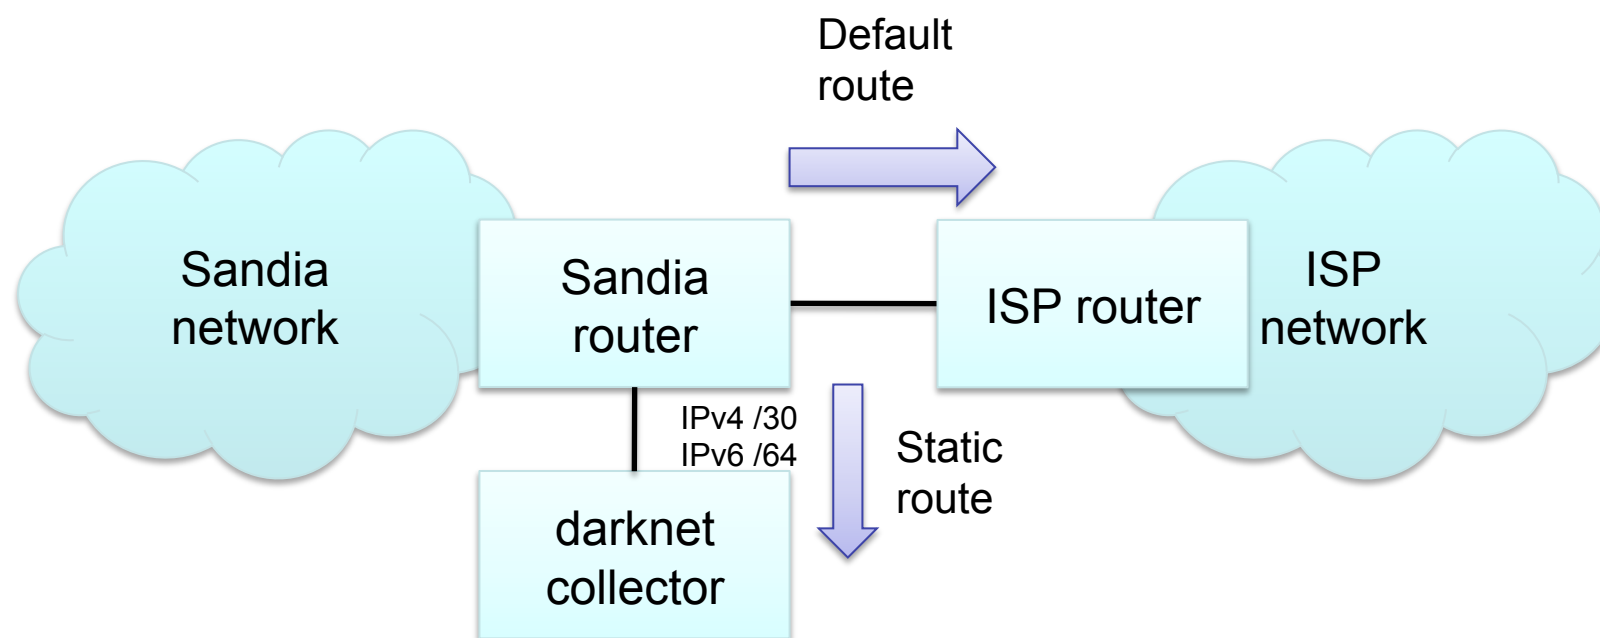 Default
route
Sandia
network
Sandia
router
ISP router
ISP
network
IPv4 /30
IPv6 /64
Static
route
darknet
collector